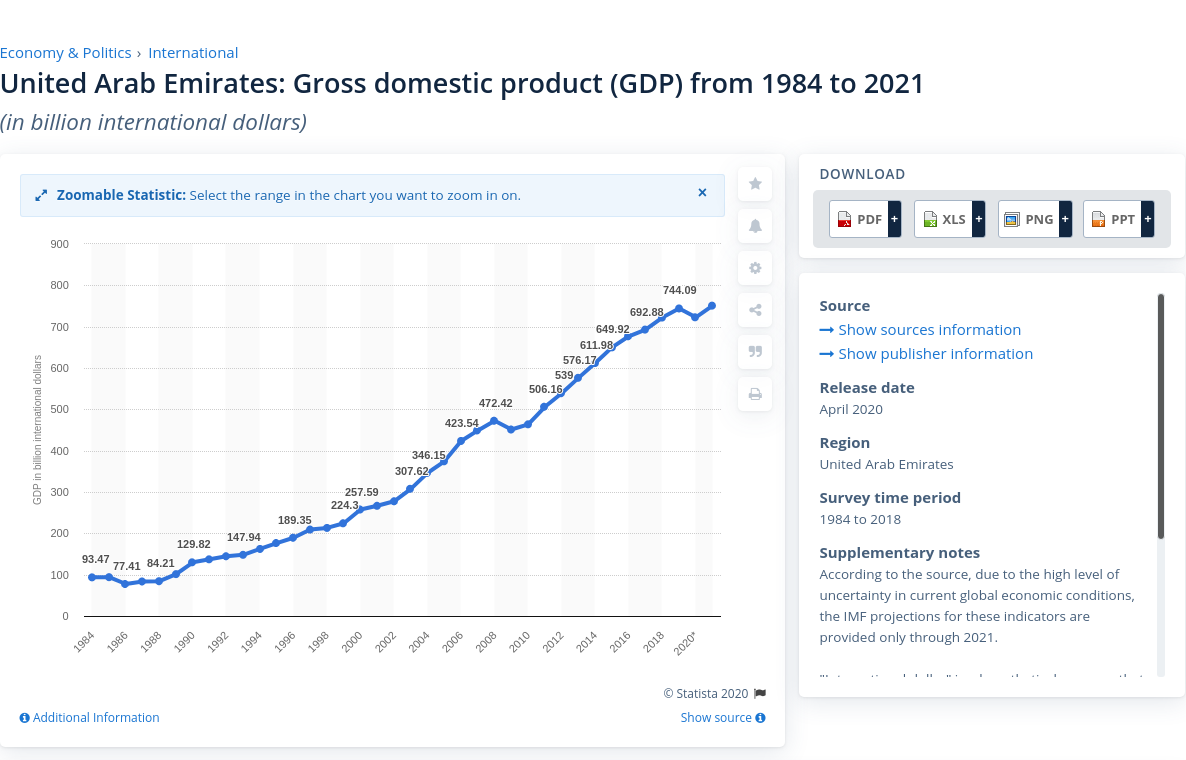 Economy & Politics › International
United Arab Emirates: Gross domestic product (GDP) from 1984 to 2021
(in billion international dollars)
Zoomable Statistic: Select the range in the chart you want to zoom in on. ×
GDP in billion international dollars
900
800
700
600
500
400
300
200
100
0
93.47
77.41
84.21
129.82
147.94
189.35
224.3
257.59
307.62
346.15
423.54
472.42
506.16
539
576.17
611.98
649.92
692.88
744.09
1984
1986
1988
1990
1992
1994
1996
1998
2000
2002
2004
2006
2008
2010
2012
2014
2016
2018
2020*
© Statista 2020
Additional Information
Show source
DOWNLOAD
PDF + XLS + PNG + PPT +
Source
Show sources information
Show publisher information
Release date
April 2020
Region
United Arab Emirates
Survey time period
1984 to 2018
Supplementary notes
According to the source, due to the high level of
uncertainty in current global economic conditions,
the IMF projections for these indicators are
provided only through 2021.